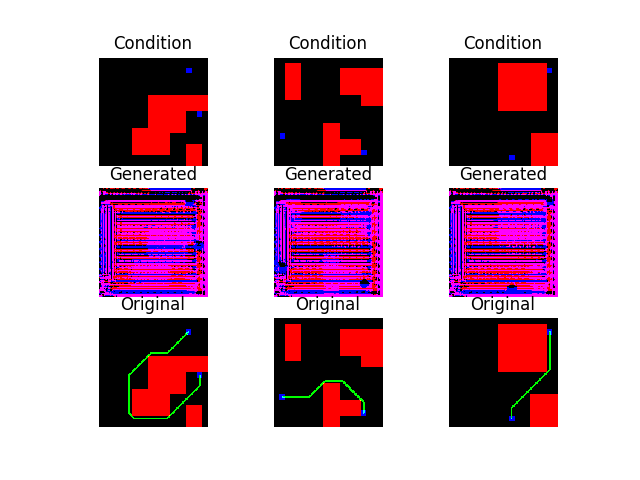 Condition Condition Condition
Generated Generated Generated
Original Original Original